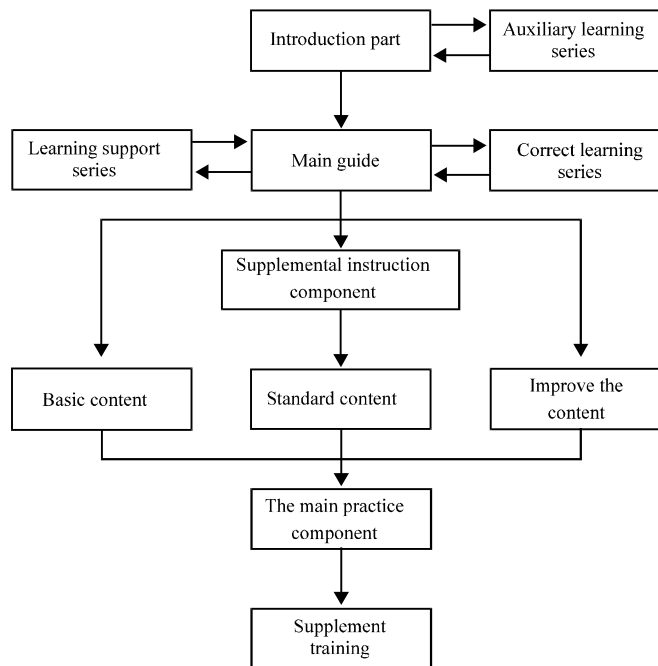 Introduction part
Auxiliary learning
series
Learning support
series
Main guide
Correct learning
series
Supplemental instruction
component
Basic content
Standard content
Improve the
content
The main practice
component
Supplement
training